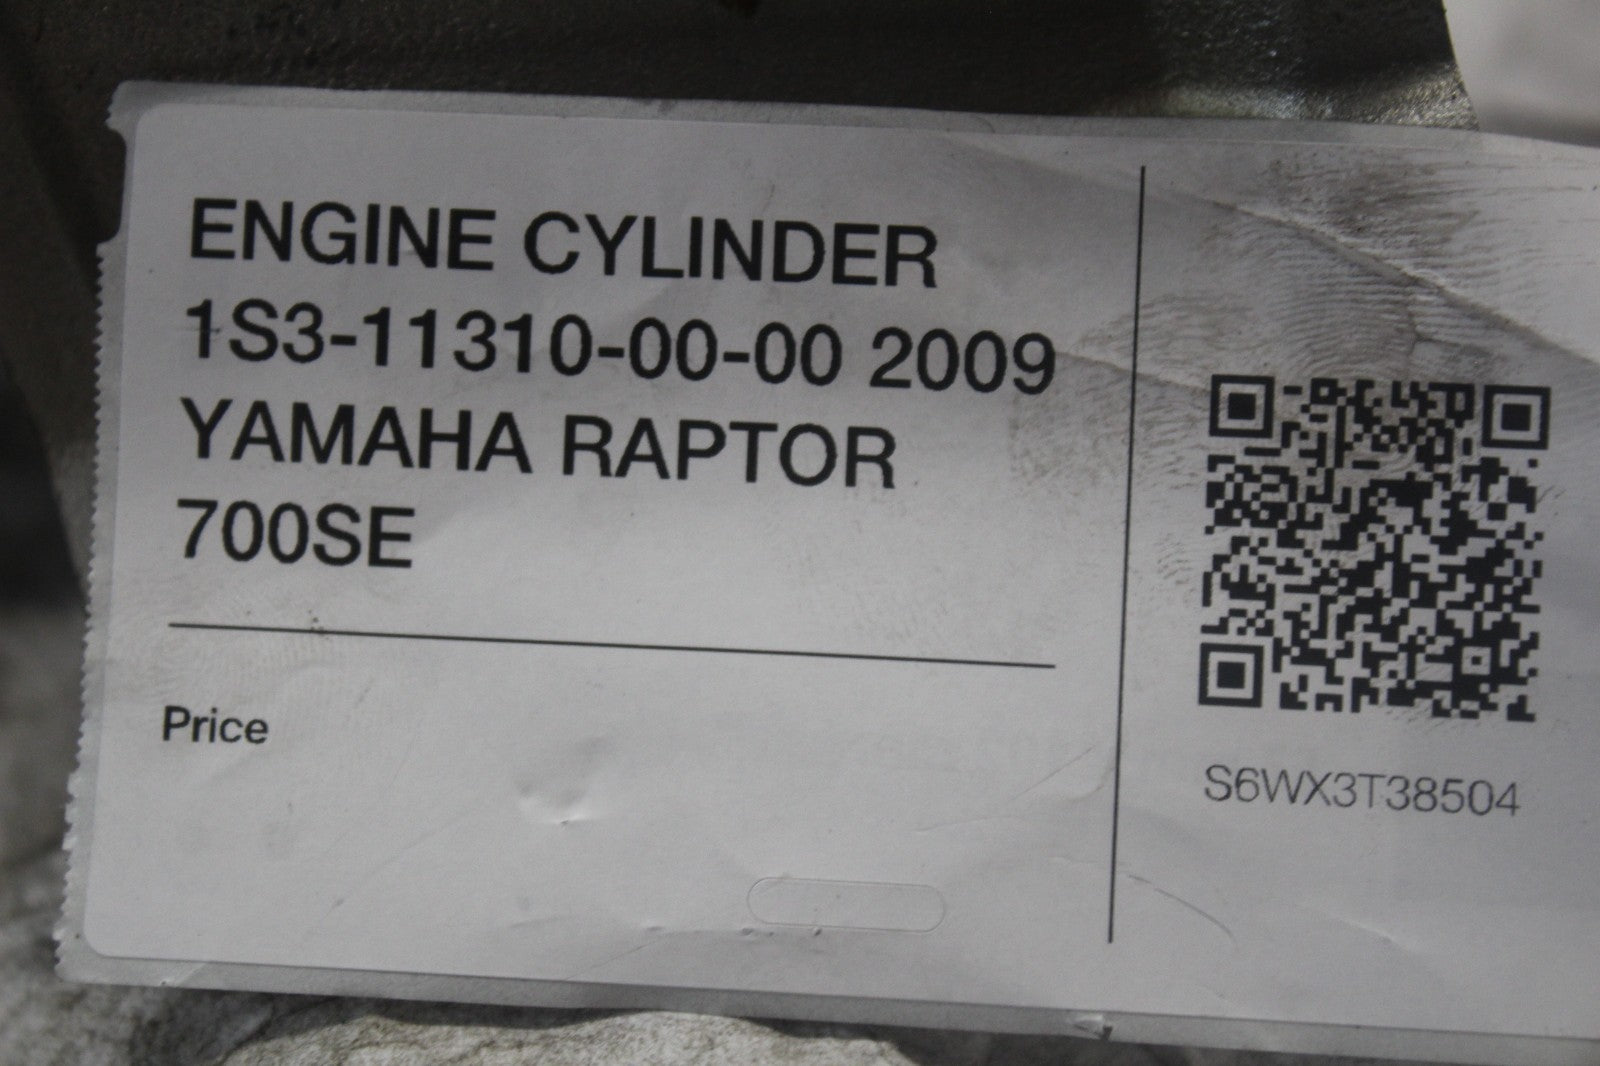 ENGINE CYLINDER
1S3-11310-00-00 2009
YAMAHA RAPTOR
700SE
Price
S6WX3T38504